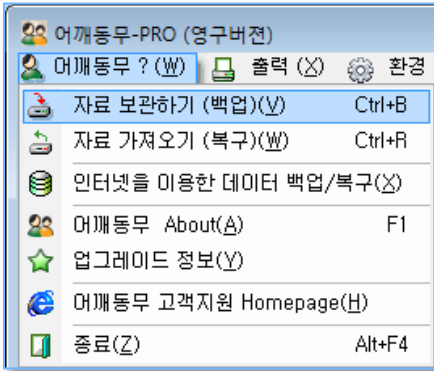 어깨동무-PRO (영구버젼)
어깨동무 ? (W) 출력 (X) 환경
자료 보관하기 (백업)(V) Ctrl+B
자료 가져오기 (복구)(W) Ctrl+R
인터넷을 이용한 데이터 백업/복구(X)
어깨동무 About(A) F1
업그레이드 정보(Y)
어깨동무 고객지원 Homepage(H)
종료(Z) Alt+F4